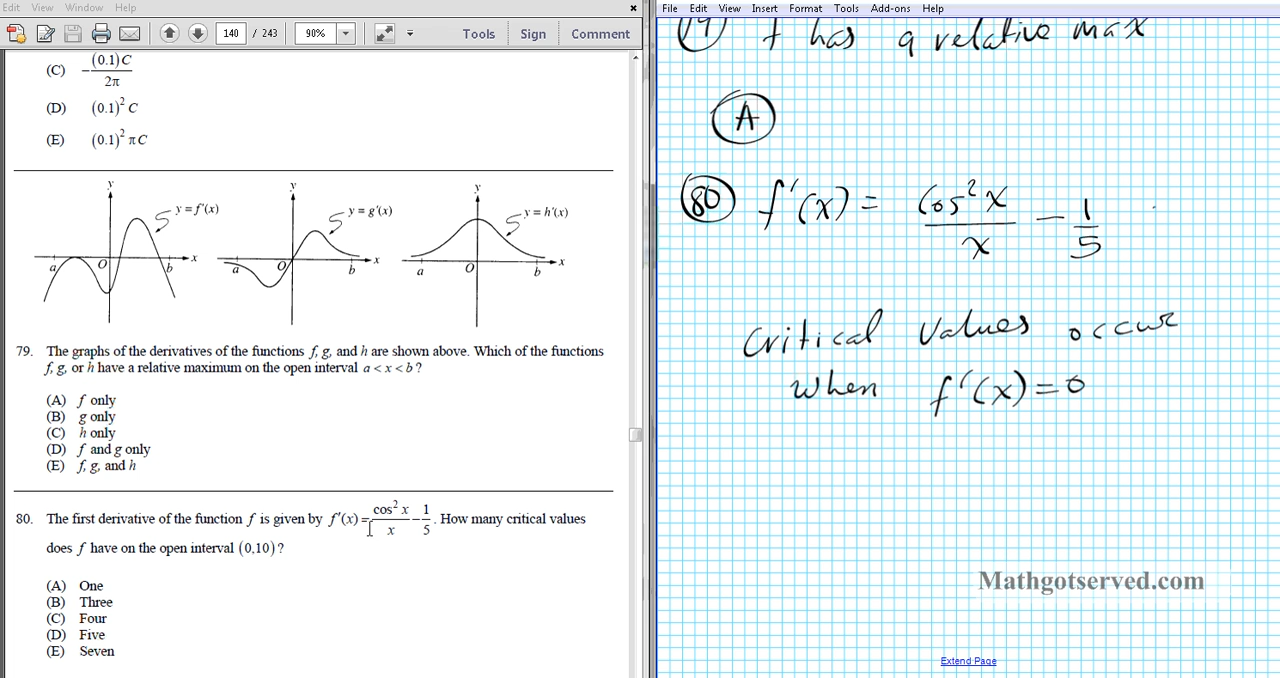 Edit View Window Help
140 / 243 90% Tools Sign Comment
(C) -(0.1)C / 2π
(D) (0.1)² C
(E) (0.1)² π C
y y = f'(x) a O b x
y y = g'(x) a O b x
y y = h'(x) a O b x
79. The graphs of the derivatives of the functions f, g, and h are shown above. Which of the functions
f, g, or h have a relative maximum on the open interval a < x < b ?
(A) f only
(B) g only
(C) h only
(D) f and g only
(E) f, g, and h
80. The first derivative of the function f is given by f'(x) = cos² x / x - 1 / 5 . How many critical values
does f have on the open interval (0,10) ?
(A) One
(B) Three
(C) Four
(D) Five
(E) Seven
File Edit View Insert Format Tools Add-ons Help
f has a relative max
A
80 f'(x) = cos² x / x - 1 / 5
Critical Values occur
when f'(x) = 0
Mathgotserved.com
Extend Page